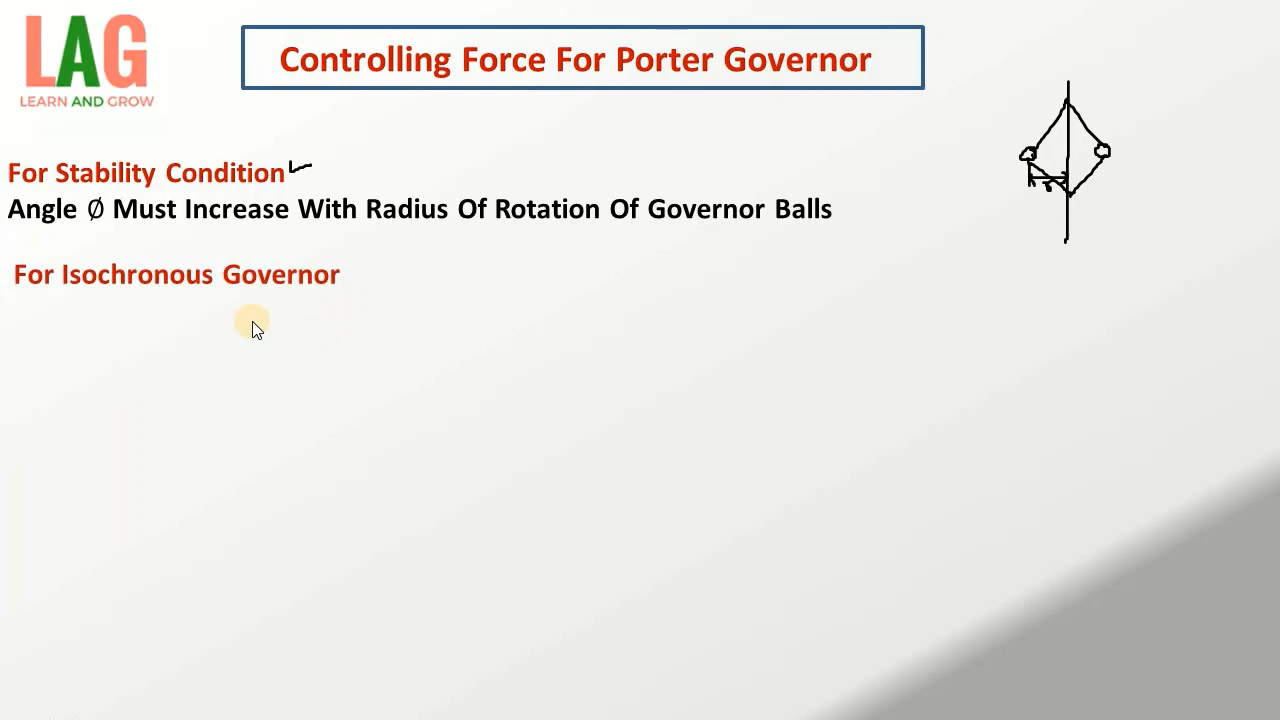 LAG
LEARN AND GROW
Controlling Force For Porter Governor
For Stability Condition
Angle Ø Must Increase With Radius Of Rotation Of Governor Balls
For Isochronous Governor
r